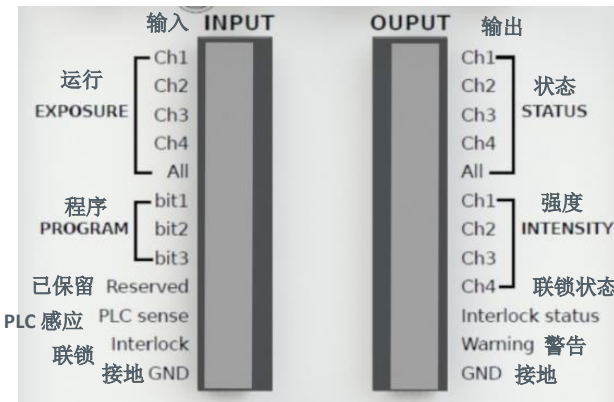 输入 INPUT
Ch1
运行
Ch2
EXPOSURE
Ch3
Ch4
All
程序
bit1
PROGRAM
bit2
bit3
已保留 Reserved
PLC 感应 PLC sense
联锁 Interlock
接地 GND
OUPUT 输出
Ch1
状态
Ch2
STATUS
Ch3
Ch4
All
强度
Ch1
INTENSITY
Ch2
Ch3
Ch4 联锁状态
Interlock status
Warning 警告
GND 接地